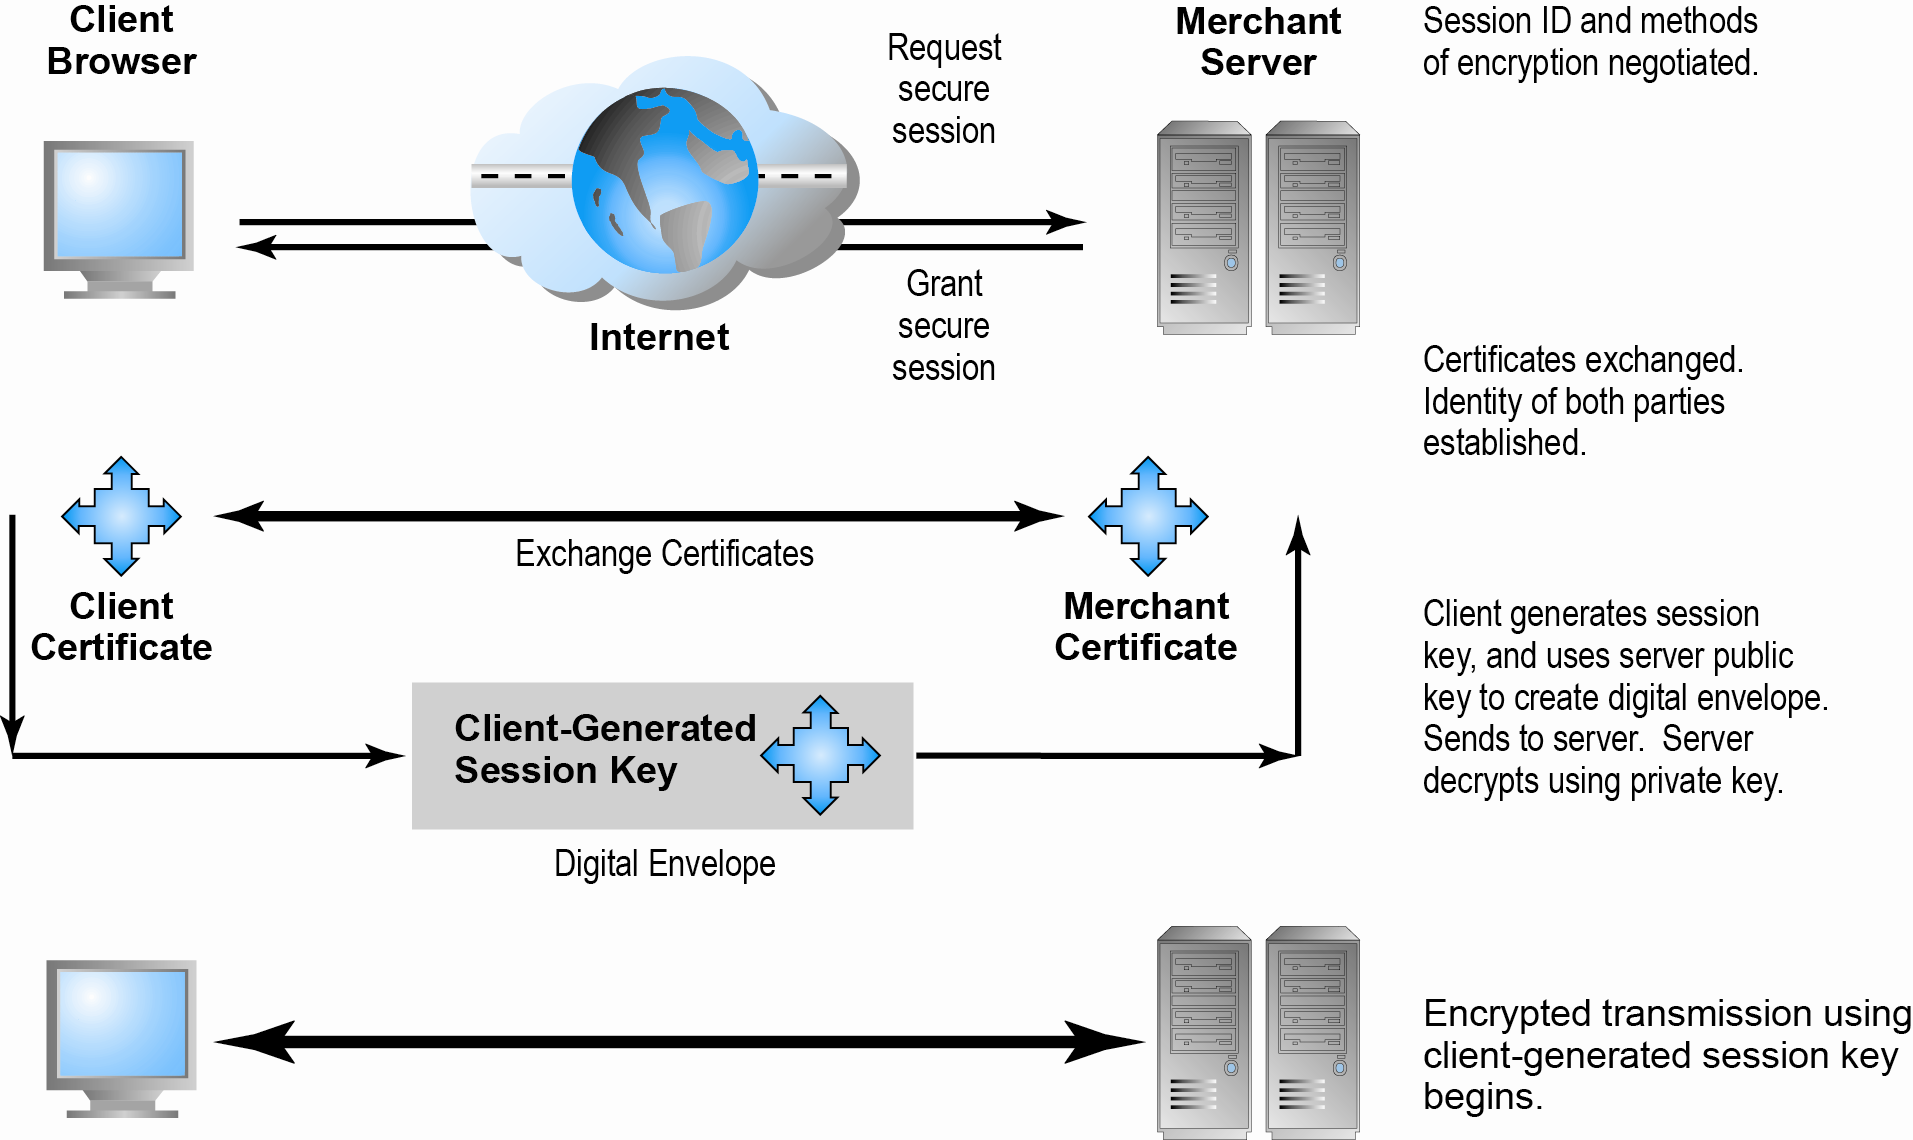 Client
Browser
Request
secure
session
Merchant
Server
Session ID and methods
of encryption negotiated.
Internet
Grant
secure
session
Certificates exchanged.
Identity of both parties
established.
Exchange Certificates
Client
Certificate
Merchant
Certificate
Client generates session
key, and uses server public
key to create digital envelope.
Sends to server.  Server
decrypts using private key.
Client-Generated
Session Key
Digital Envelope
Encrypted transmission using
client-generated session key
begins.